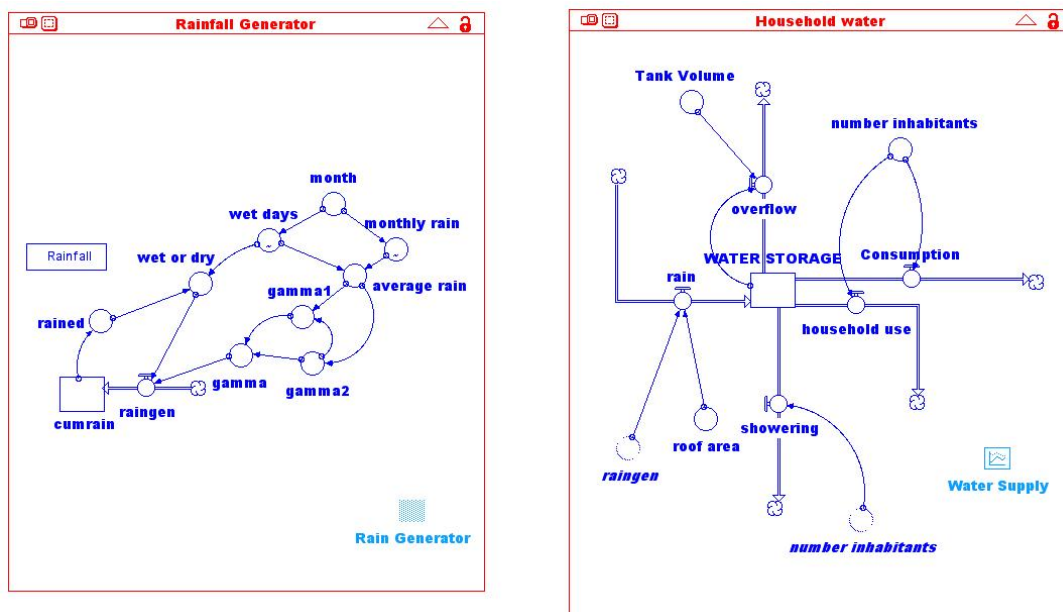 Rainfall Generator
month
wet days
monthly rain
Rainfall
wet or dry
gamma1
average rain
rained
gamma
gamma2
raingen
cumrain
Rain Generator
Household water
Tank Volume
number inhabitants
overflow
WATER STORAGE
Consumption
rain
household use
showering
roof area
raingen
Water Supply
number inhabitants